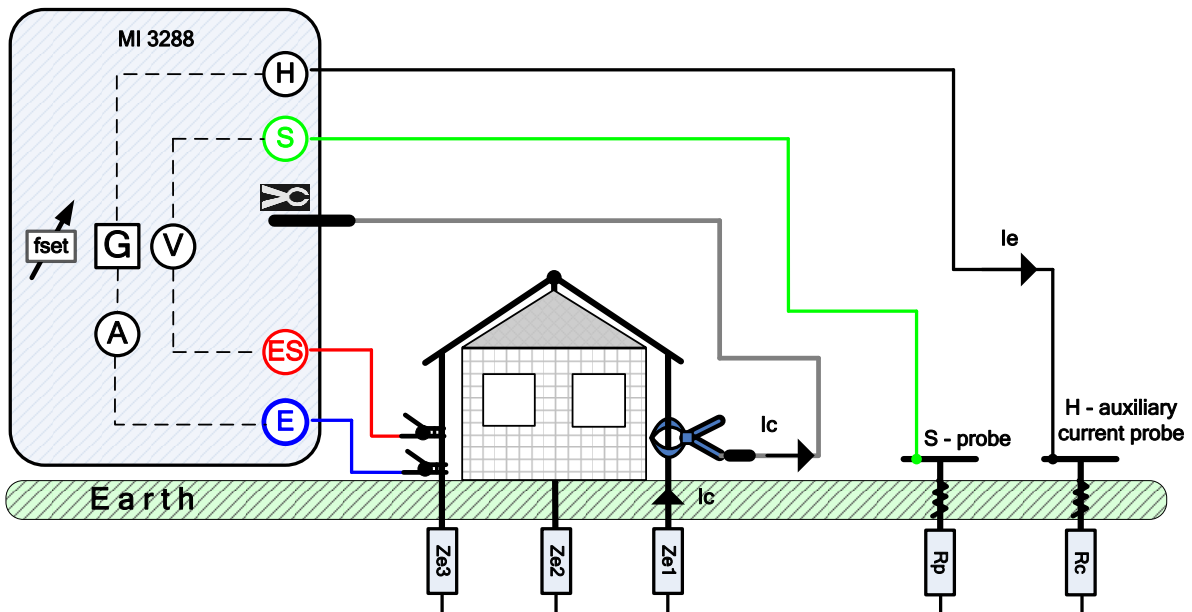 MI 3288
H
S
fset
G
V
A
ES
E
Ie
Ic
S - probe
H - auxiliary
current probe
Earth
Ic
Ze3
Ze2
Ze1
Rp
Rc